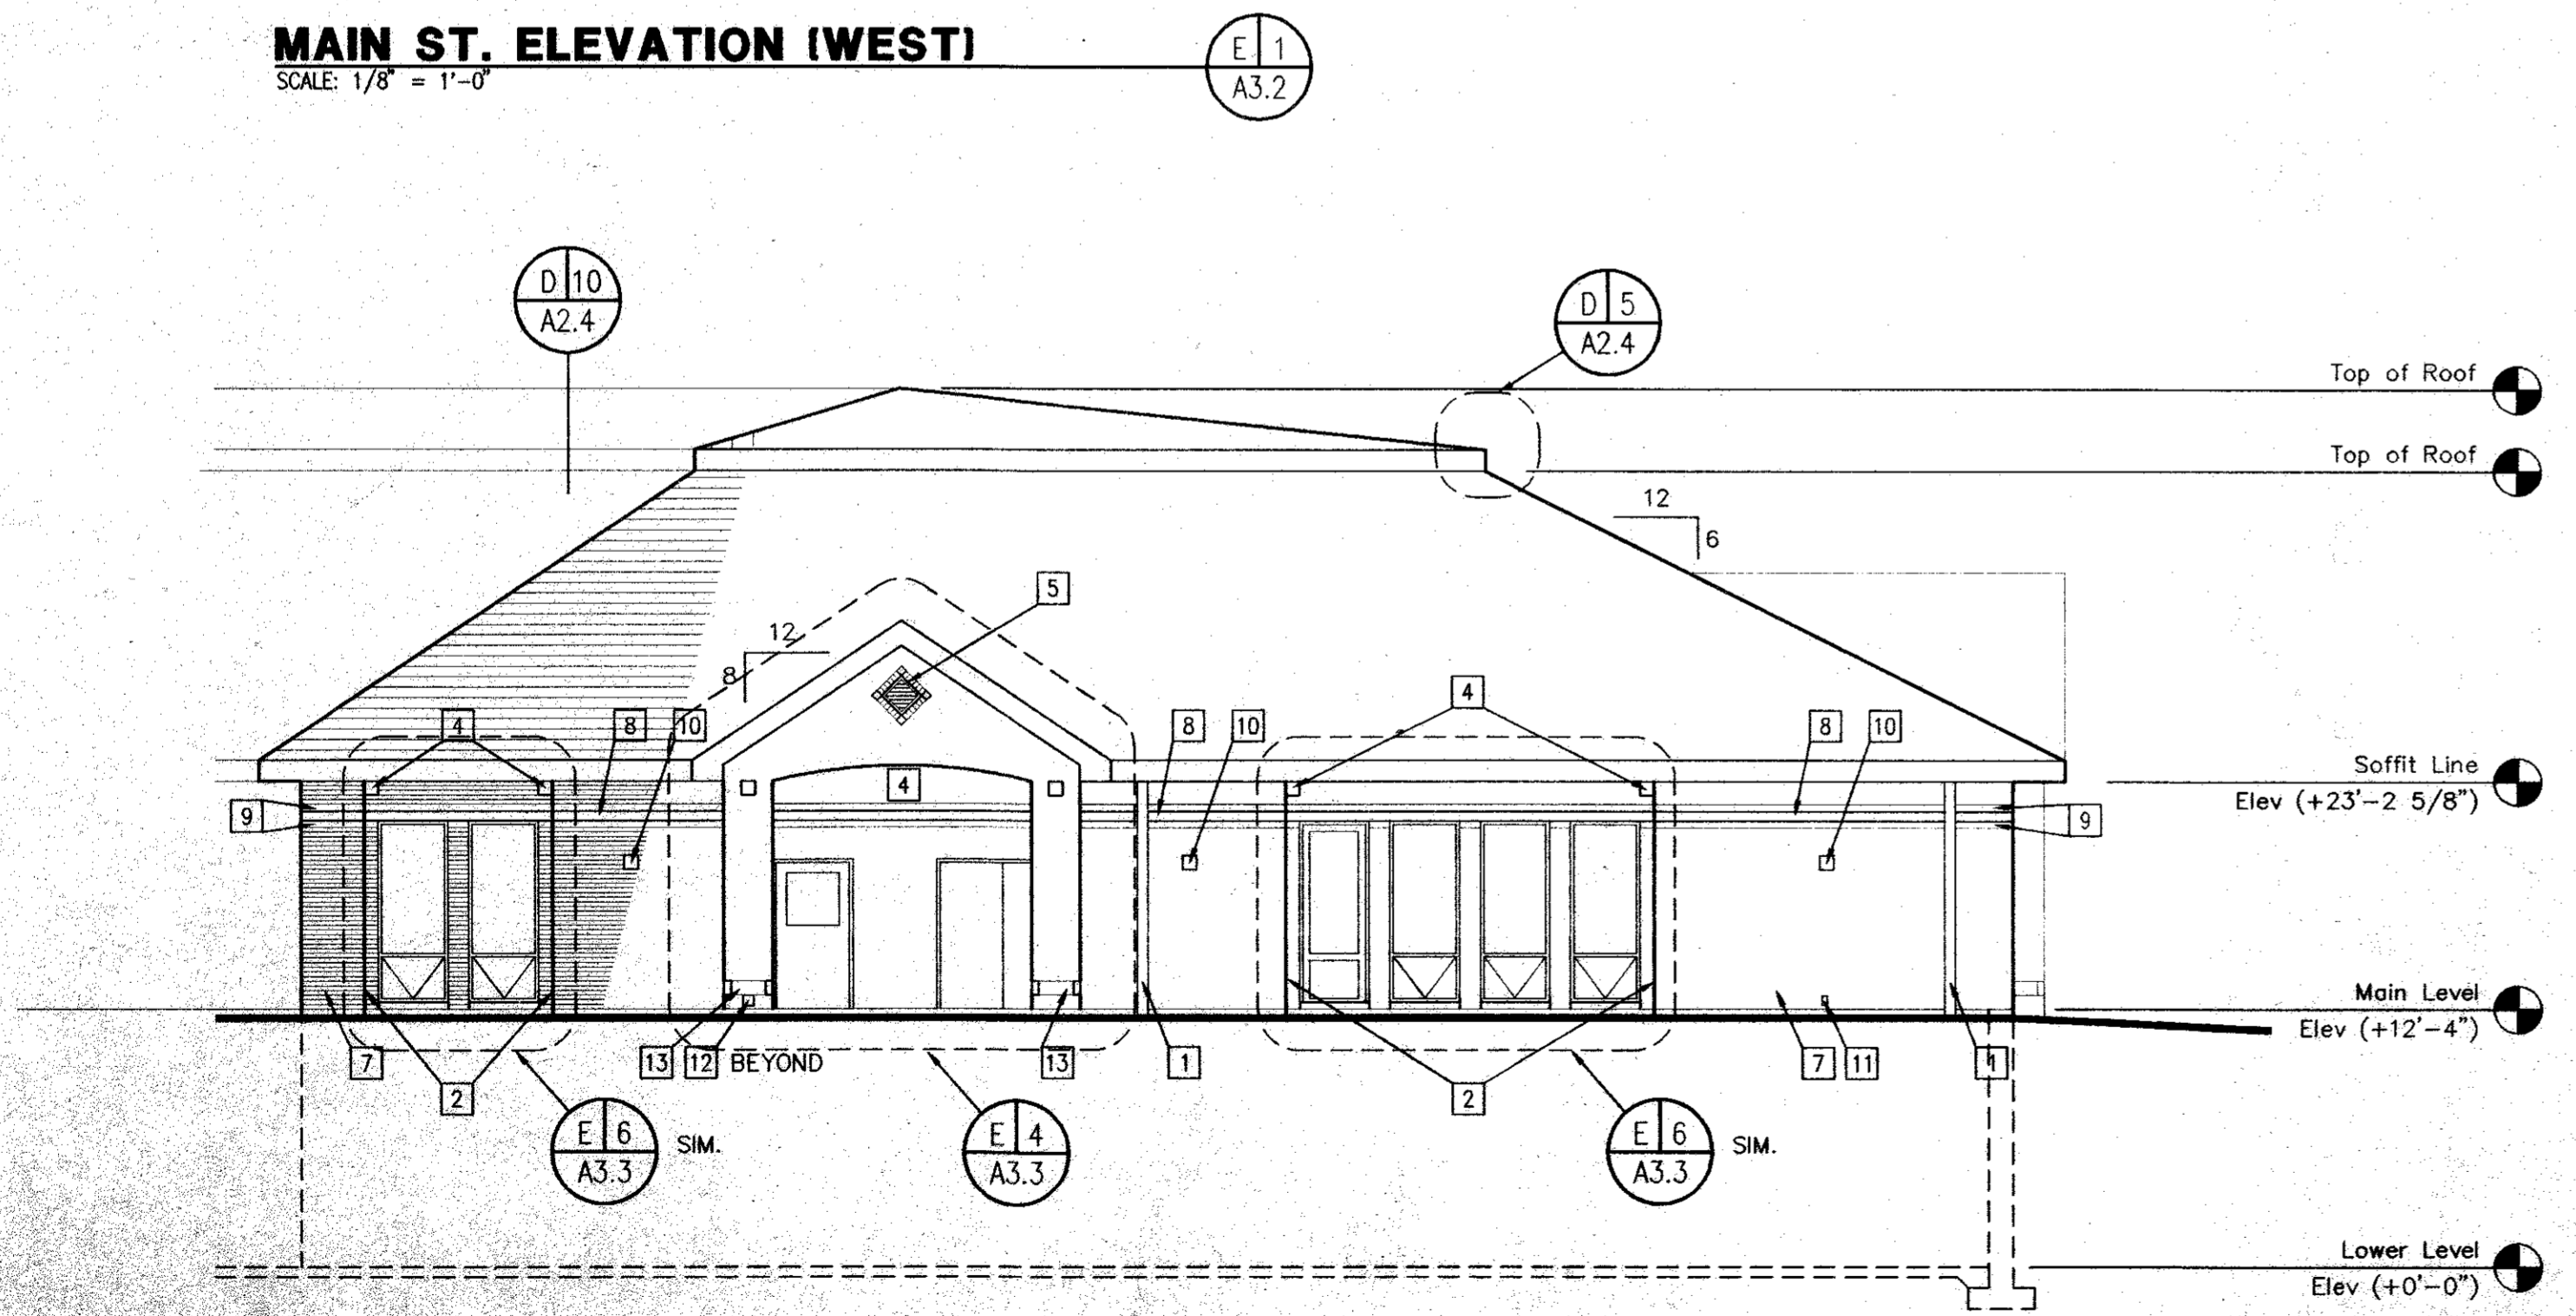 MAIN ST. ELEVATION (WEST)
SCALE: 1/8" = 1'-0"
E 1
A3.2
D 10
A2.4
D 5
A2.4
Top of Roof
Top of Roof
12
6
5
12
8
4
8
10
8
10
4
8
10
4
Soffit Line
Elev (+23'-2 5/8")
9
9
Main Level
Elev (+12'-4")
7
13
12
BEYOND
13
1
7
11
1
2
2
E 6
A3.3
SIM.
E 4
A3.3
E 6
A3.3
SIM.
Lower Level
Elev (+0'-0")